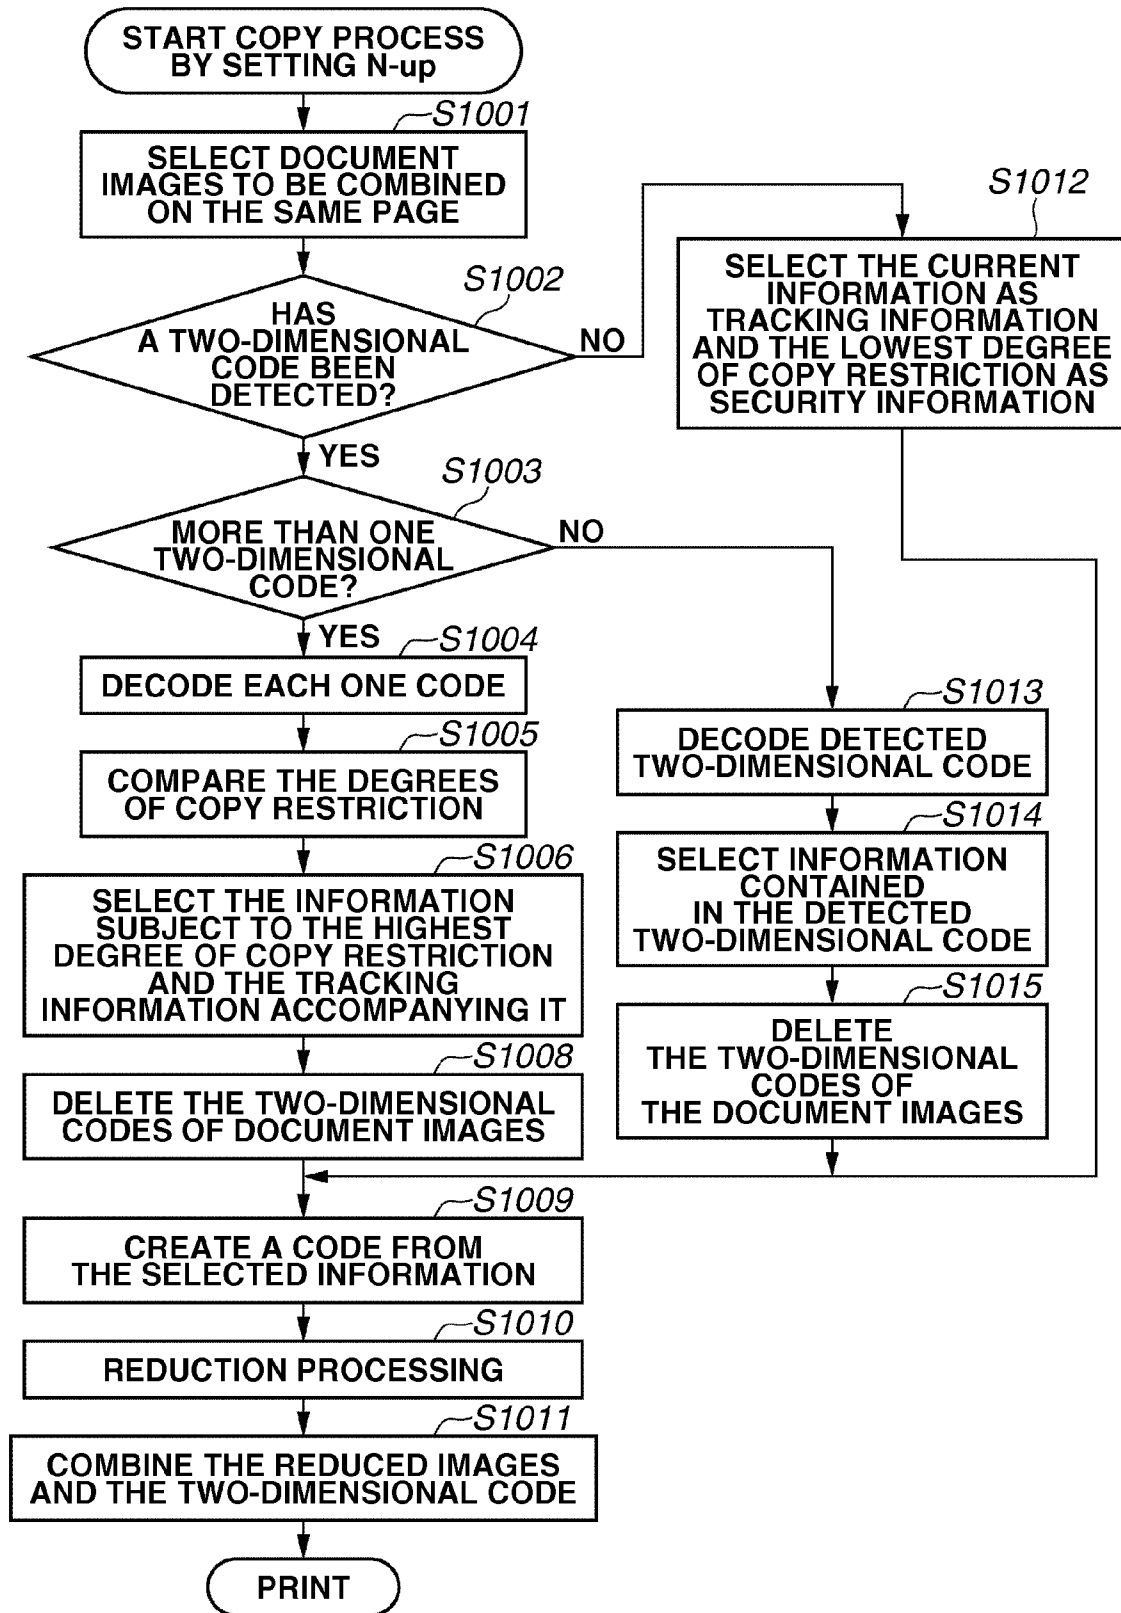 START COPY PROCESS
BY SETTING N-up
S1001
SELECT DOCUMENT
IMAGES TO BE COMBINED
ON THE SAME PAGE
S1002
HAS
A TWO-DIMENSIONAL
CODE BEEN
DETECTED?
NO
YES
S1012
SELECT THE CURRENT
INFORMATION AS
TRACKING INFORMATION
AND THE LOWEST DEGREE
OF COPY RESTRICTION AS
SECURITY INFORMATION
S1003
MORE THAN ONE
TWO-DIMENSIONAL
CODE?
NO
YES
S1004
DECODE EACH ONE CODE
S1005
COMPARE THE DEGREES
OF COPY RESTRICTION
S1006
SELECT THE INFORMATION
SUBJECT TO THE HIGHEST
DEGREE OF COPY RESTRICTION
AND THE TRACKING
INFORMATION ACCOMPANYING IT
S1008
DELETE THE TWO-DIMENSIONAL
CODES OF DOCUMENT IMAGES
S1013
DECODE DETECTED
TWO-DIMENSIONAL CODE
S1014
SELECT INFORMATION
CONTAINED
IN THE DETECTED
TWO-DIMENSIONAL CODE
S1015
DELETE
THE TWO-DIMENSIONAL
CODES OF
THE DOCUMENT IMAGES
S1009
CREATE A CODE FROM
THE SELECTED INFORMATION
S1010
REDUCTION PROCESSING
S1011
COMBINE THE REDUCED IMAGES
AND THE TWO-DIMENSIONAL CODE
PRINT